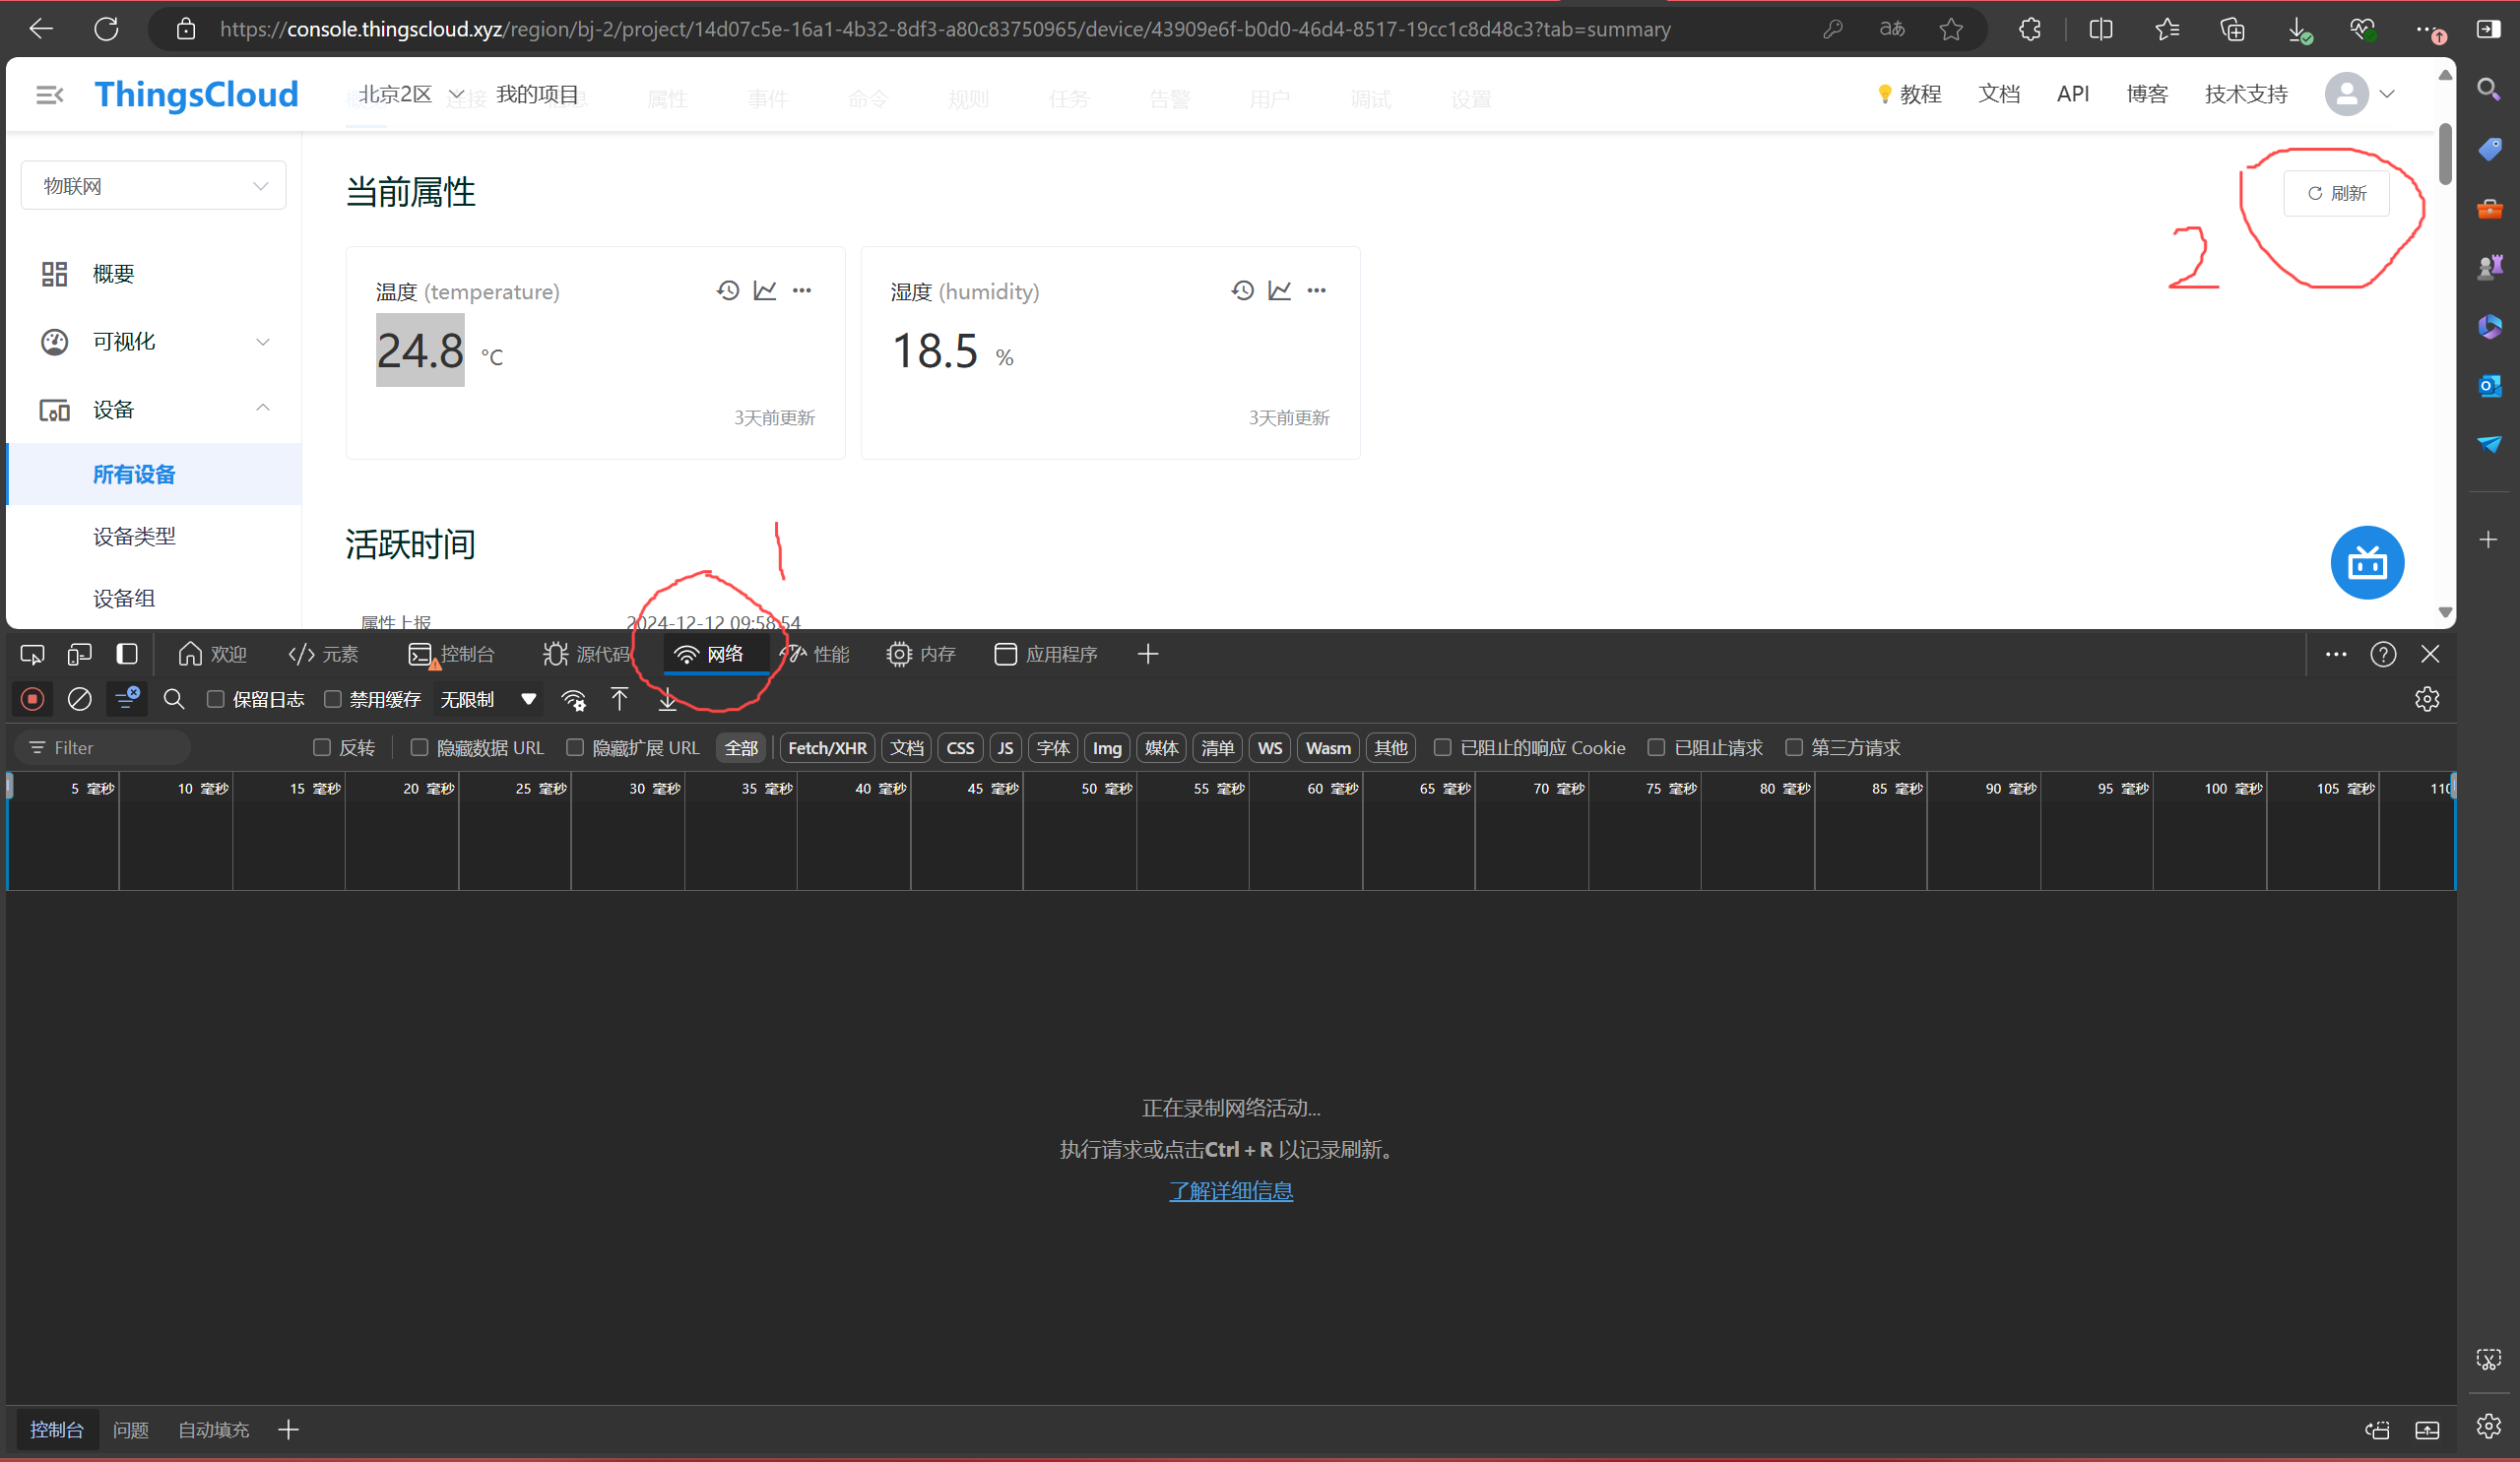 https://console.thingscloud.xyz/region/bj-2/project/14d07c5e-16a1-4b32-8df3-a80c83750965/device/43909e6f-b0d0-46d4-8517-19cc1c8d48c3?tab=summary
ThingsCloud 北京2区 我的项目 教程 文档 API 博客 技术支持
连接 属性 事件 命令 规则 任务 告警 用户 调试 设置
物联网
概要
可视化
设备
所有设备
设备类型
设备组
当前属性
刷新
2
温度 (temperature)
24.8 °C
3天前更新
湿度 (humidity)
18.5 %
3天前更新
活跃时间
1
属性上报 2024-12-12 09:58:54
欢迎 元素 控制台 源代码 网络 性能 内存 应用程序
保留日志 禁用缓存 无限制
Filter 反转 隐藏数据 URL 隐藏扩展 URL 全部 Fetch/XHR 文档 CSS JS 字体 Img 媒体 清单 WS Wasm 其他 已阻止的响应 Cookie 已阻止请求 第三方请求
5 毫秒 10 毫秒 15 毫秒 20 毫秒 25 毫秒 30 毫秒 35 毫秒 40 毫秒 45 毫秒 50 毫秒 55 毫秒 60 毫秒 65 毫秒 70 毫秒 75 毫秒 80 毫秒 85 毫秒 90 毫秒 95 毫秒 100 毫秒 105 毫秒 110
正在录制网络活动...
执行请求或点击Ctrl + R 以记录刷新。
了解详细信息
控制台 问题 自动填充